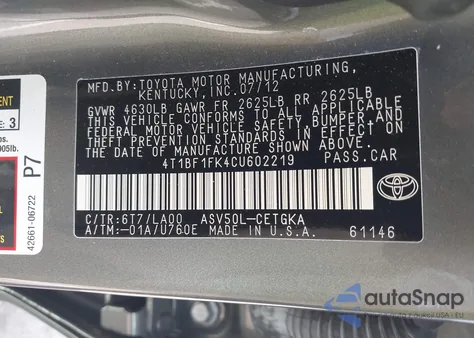 MFD.BY:TOYOTA MOTOR MANUFACTURING,
KENTUCKY,INC.07/12
GVWR 4630LB GAWR FR 2625LB RR 2625LB
THIS VEHICLE CONFORMS TO ALL APPLICABLE
FEDERAL MOTOR VEHICLE SAFETY,BUMPER,AND
THEFT PREVENTION STANDARDS IN EFFECT ON
THE DATE OF MANUFACTURE SHOWN ABOVE.
4T1BF1FK4CU602219 PASS.CAR
TOYOTA
C/TR:6T7/LA00 ASV50L-CETGKA
A/TM:-01A/U760E MADE IN U.S.A. 61146
3
P7
42661-06722
autoSnap